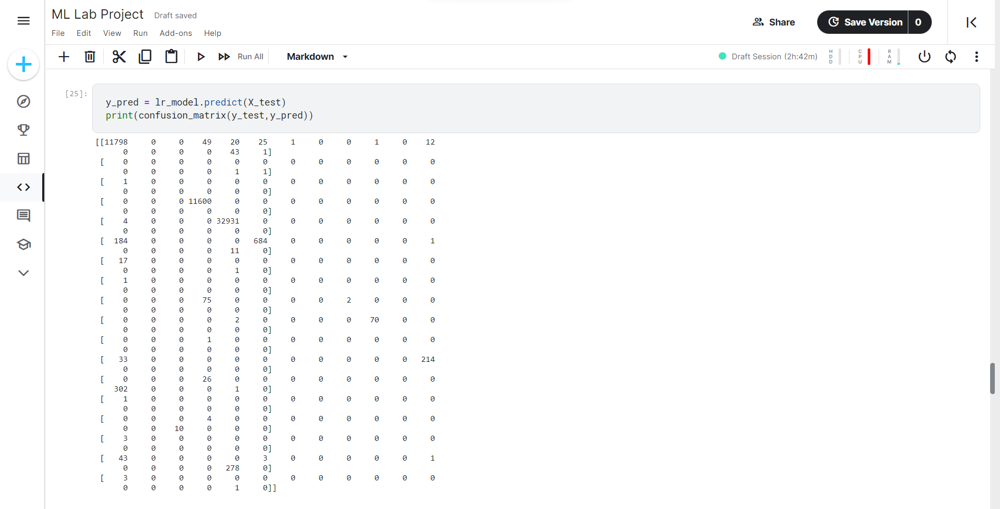 ML Lab Project Draft saved
File Edit View Run Add-ons Help
Share
Save Version 0
Run All Markdown
Draft Session (2h:42m) HDD CPU RAM
[25]:
y_pred = lr_model.predict(X_test)
print(confusion_matrix(y_test,y_pred))
[[11798 0 0 49 20 25 1 0 0 1 0 12
0 0 0 0 43 1]
[ 0 0 0 0 0 0 0 0 0 0 0 0
0 0 0 0 1 1]
[ 1 0 0 0 0 0 0 0 0 0 0 0
0 0 0 0 0 0]
[ 0 0 0 11600 0 0 0 0 0 0 0 0
0 0 0 0 0 0]
[ 4 0 0 0 32931 0 0 0 0 0 0 0
0 0 0 0 0 0]
[ 184 0 0 0 0 684 0 0 0 0 0 1
0 0 0 0 11 0]
[ 17 0 0 0 0 0 0 0 0 0 0 0
0 0 0 0 1 0]
[ 1 0 0 0 0 0 0 0 0 0 0 0
0 0 0 0 0 0]
[ 0 0 0 75 0 0 0 0 2 0 0 0
0 0 0 0 0 0]
[ 0 0 0 0 2 0 0 0 0 70 0 0
0 0 0 0 0 0]
[ 0 0 0 1 0 0 0 0 0 0 0 0
0 0 0 0 0 0]
[ 33 0 0 0 0 0 0 0 0 0 0 214
0 0 0 0 0 0]
[ 0 0 0 26 0 0 0 0 0 0 0 0
302 0 0 0 1 0]
[ 1 0 0 0 0 0 0 0 0 0 0 0
0 0 0 0 0 0]
[ 0 0 0 4 0 0 0 0 0 0 0 0
0 0 10 0 0 0]
[ 3 0 0 0 0 0 0 0 0 0 0 0
0 0 0 0 0 0]
[ 43 0 0 0 0 3 0 0 0 0 0 1
0 0 0 0 278 0]
[ 3 0 0 0 0 0 0 0 0 0 0 0
0 0 0 0 1 0]]